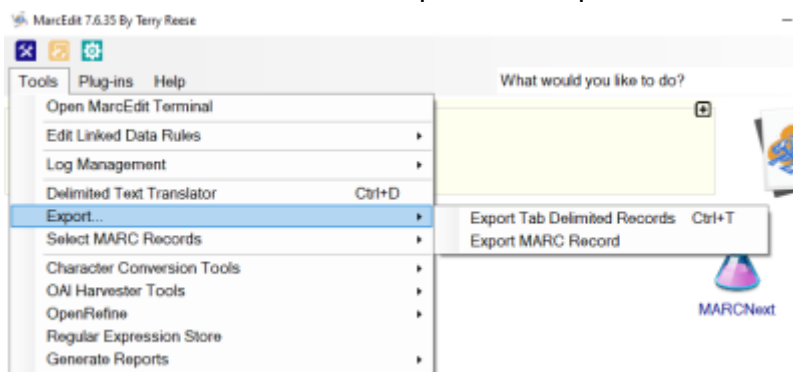 MarcEdit 7.6.35 By Terry Reese
Tools Plug-ins Help What would you like to do?
Open MarcEdit Terminal
Edit Linked Data Rules
Log Management
Delimited Text Translator Ctrl+D
Export...
Export Tab Delimited Records Ctrl+T
Select MARC Records
Export MARC Record
Character Conversion Tools
OAI Harvester Tools
OpenRefine
MARCNext
Regular Expression Store
Generate Reports